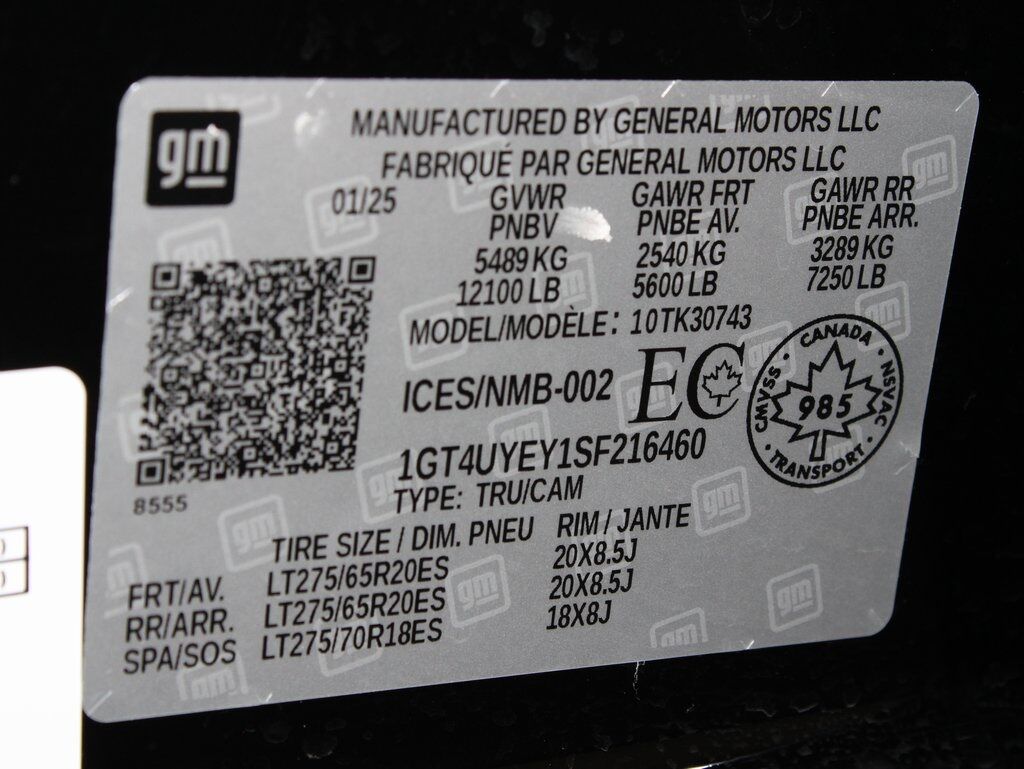 gm
MANUFACTURED BY GENERAL MOTORS LLC
FABRIQUÉ PAR GENERAL MOTORS LLC
01/25 GVWR GAWR FRT GAWR RR
PNBV PNBE AV. PNBE ARR.
5489 KG 2540 KG 3289 KG
12100 LB 5600 LB 7250 LB
MODEL/MODÈLE: 10TK30743
ICES/NMB-002 EC
CANADA
CMVSS 985 NSVAC
TRANSPORT
1GT4UYEY1SF216460
8555
TYPE: TRU/CAM
TIRE SIZE / DIM. PNEU RIM / JANTE
FRT/AV. LT275/65R20ES 20X8.5J
RR/ARR. LT275/65R20ES 20X8.5J
SPA/SOS LT275/70R18ES 18X8J